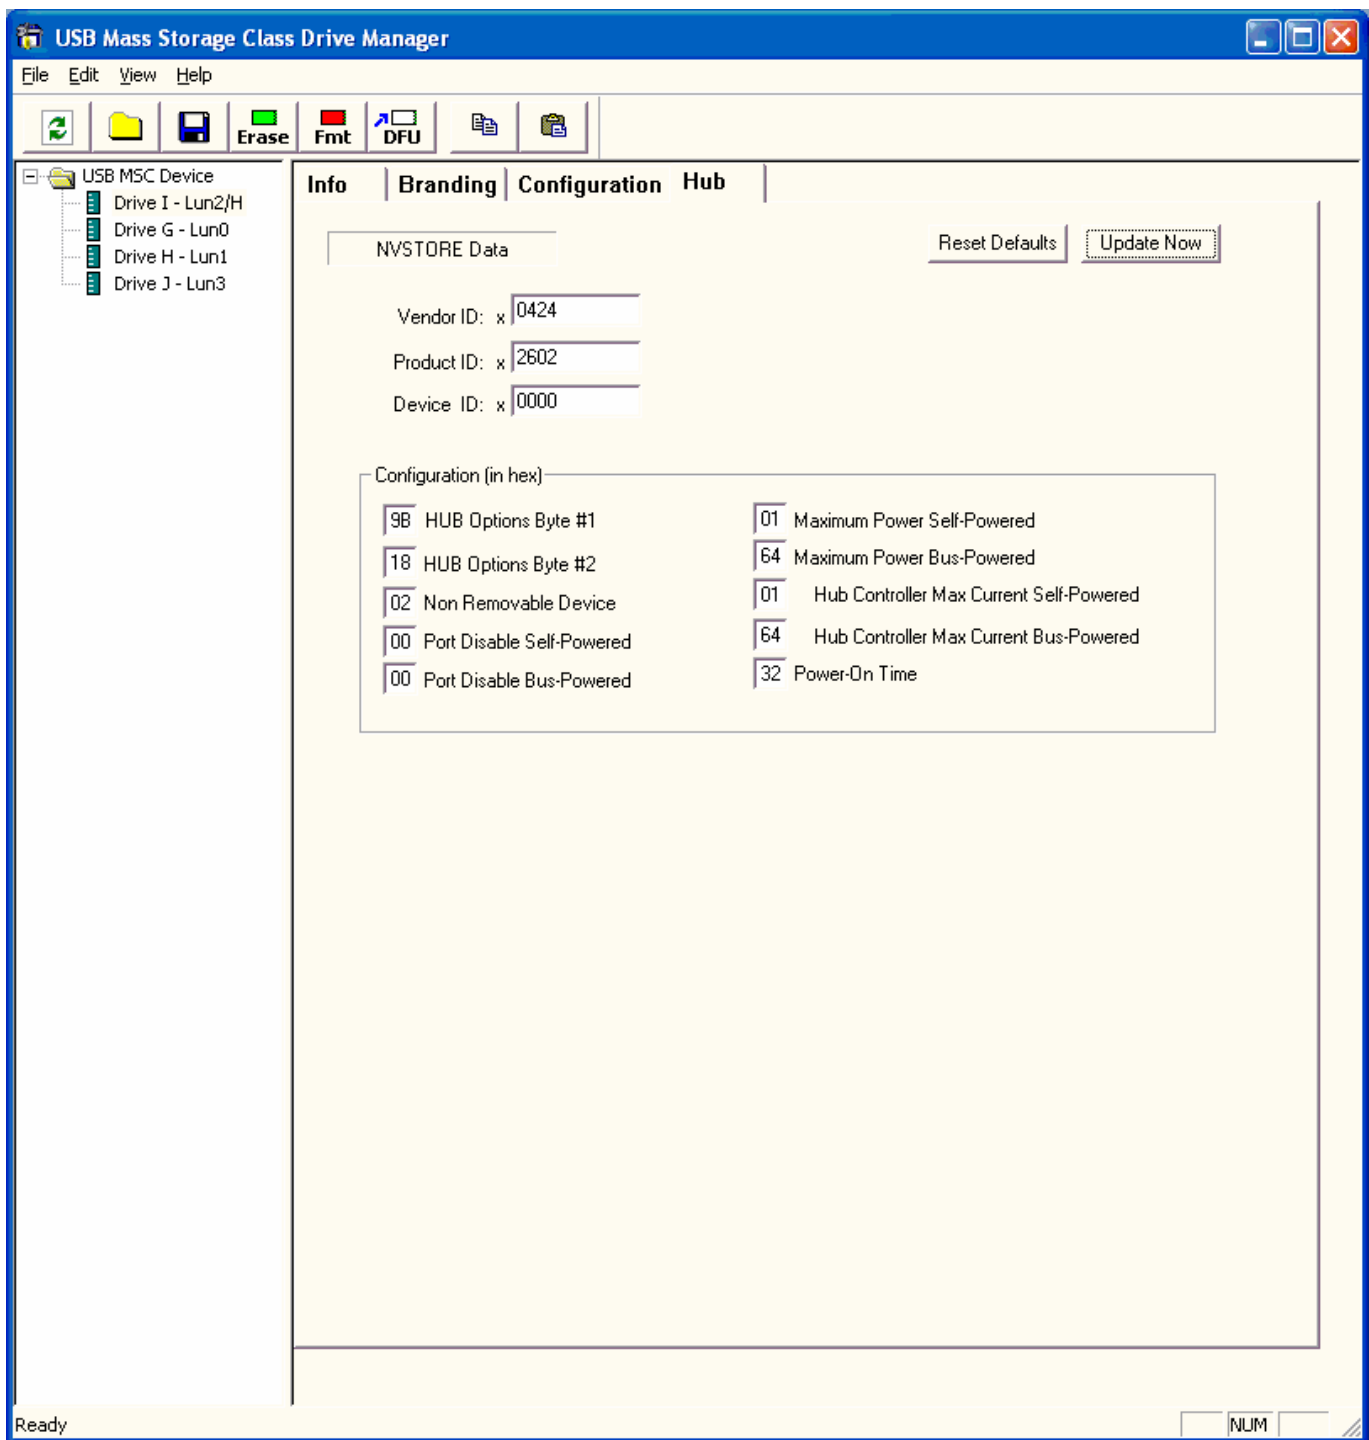 USB Mass Storage Class Drive Manager
File Edit View Help
Erase Fmt DFU
USB MSC Device
Drive I - Lun2/H
Drive G - Lun0
Drive H - Lun1
Drive J - Lun3
Info Branding Configuration Hub
NVSTORE Data Reset Defaults Update Now
Vendor ID: x 0424
Product ID: x 2602
Device ID: x 0000
Configuration (in hex)
9B HUB Options Byte #1
18 HUB Options Byte #2
02 Non Removable Device
00 Port Disable Self-Powered
00 Port Disable Bus-Powered
01 Maximum Power Self-Powered
64 Maximum Power Bus-Powered
01 Hub Controller Max Current Self-Powered
64 Hub Controller Max Current Bus-Powered
32 Power-On Time
Ready NUM